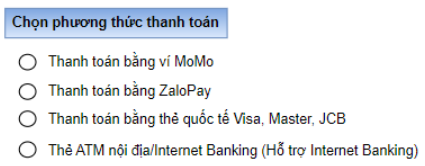 Chọn phương thức thanh toán
Thanh toán bằng ví MoMo
Thanh toán bằng ZaloPay
Thanh toán bằng thẻ quốc tế Visa, Master, JCB
Thẻ ATM nội địa/Internet Banking (Hỗ trợ Internet Banking)